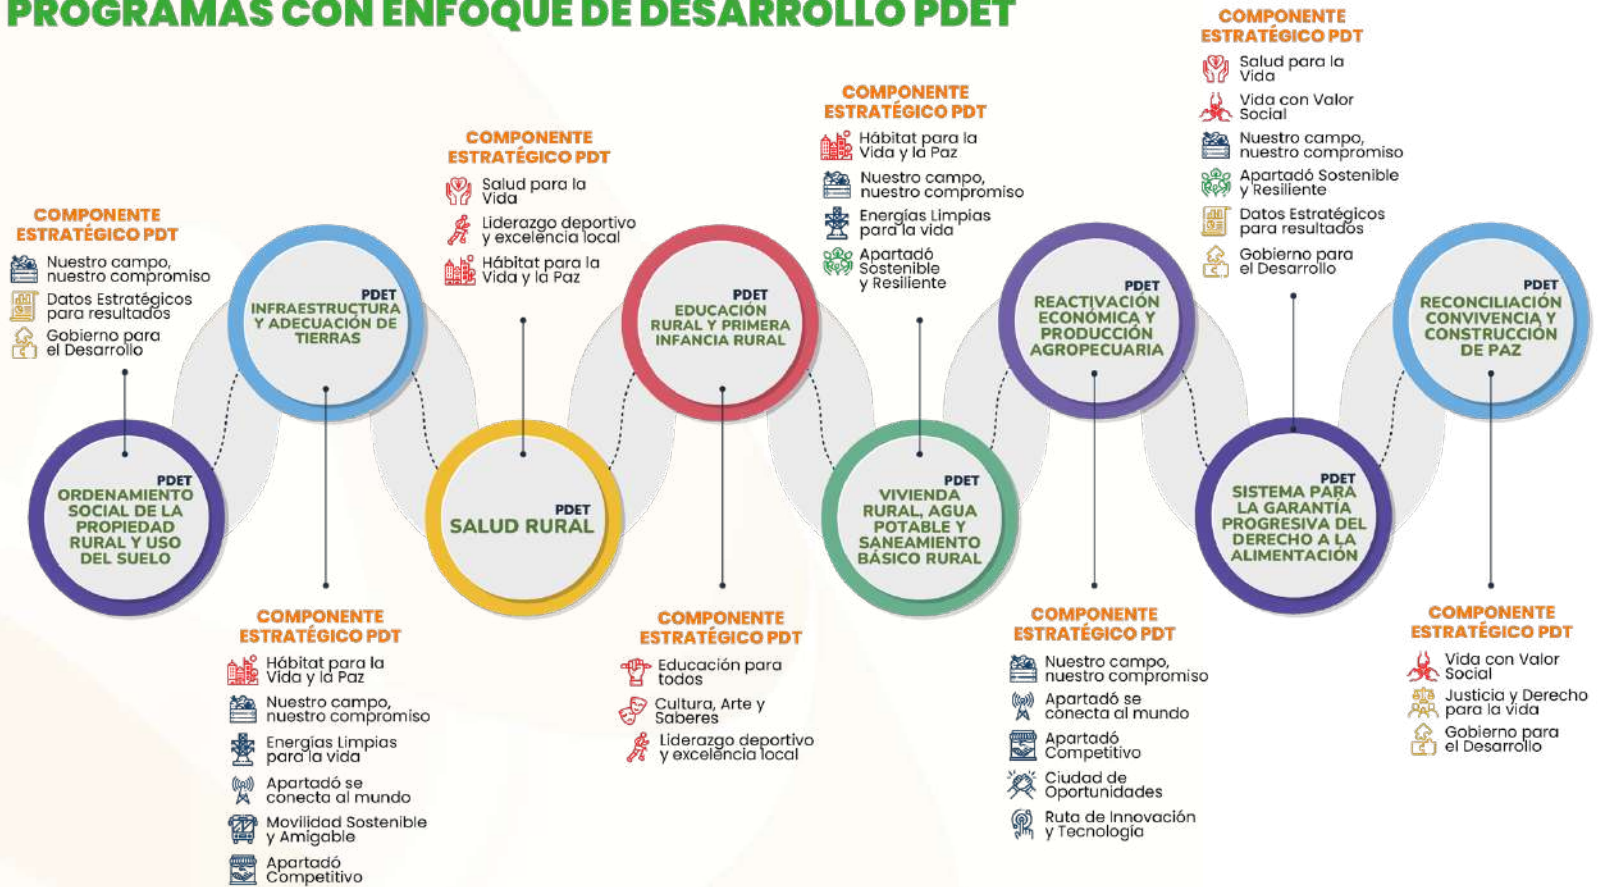 PROGRAMAS CON ENFOQUE DE DESARROLLO PDET
COMPONENTE
ESTRATÉGICO PDT
Nuestro campo,
nuestro compromiso
Datos Estratégicos
para resultados
Gobierno para
el Desarrollo
PDET
ORDENAMIENTO
SOCIAL DE LA
PROPIEDAD
RURAL Y USO
DEL SUELO
PDET
INFRAESTRUCTURA
Y ADECUACIÓN DE
TIERRAS
COMPONENTE
ESTRATÉGICO PDT
Hábitat para la
Vida y la Paz
Nuestro campo,
nuestro compromiso
Energías Limpias
para la vida
Apartadó se
conecta al mundo
Movilidad Sostenible
y Amigable
Apartadó
Competitivo
COMPONENTE
ESTRATÉGICO PDT
Salud para la
Vida
Liderazgo deportivo
y excelencia local
Hábitat para la
Vida y la Paz
PDET
SALUD RURAL
PDET
EDUCACIÓN
RURAL Y PRIMERA
INFANCIA RURAL
COMPONENTE
ESTRATÉGICO PDT
Educación para
todos
Cultura, Arte y
Saberes
Liderazgo deportivo
y excelencia local
COMPONENTE
ESTRATÉGICO PDT
Hábitat para la
Vida y la Paz
Nuestro campo,
nuestro compromiso
Energías Limpias
para la vida
Apartadó
Sostenible
y Resiliente
PDET
VIVIENDA
RURAL, AGUA
POTABLE Y
SANEAMIENTO
BÁSICO RURAL
PDET
REACTIVACIÓN
ECONÓMICA Y
PRODUCCIÓN
AGROPECUARIA
COMPONENTE
ESTRATÉGICO PDT
Nuestro campo,
nuestro compromiso
Apartadó se
conecta al mundo
Apartadó
Competitivo
Ciudad de
Oportunidades
Ruta de Innovación
y Tecnología
COMPONENTE
ESTRATÉGICO PDT
Salud para la
Vida
Vida con Valor
Social
Nuestro campo,
nuestro compromiso
Apartadó Sostenible
y Resiliente
Datos Estratégicos
para resultados
Gobierno para
el Desarrollo
PDET
SISTEMA PARA
LA GARANTÍA
PROGRESIVA DEL
DERECHO A LA
ALIMENTACIÓN
PDET
RECONCILIACIÓN
CONVIVENCIA Y
CONSTRUCCIÓN
DE PAZ
COMPONENTE
ESTRATÉGICO PDT
Vida con Valor
Social
Justicia y Derecho
para la vida
Gobierno para
el Desarrollo